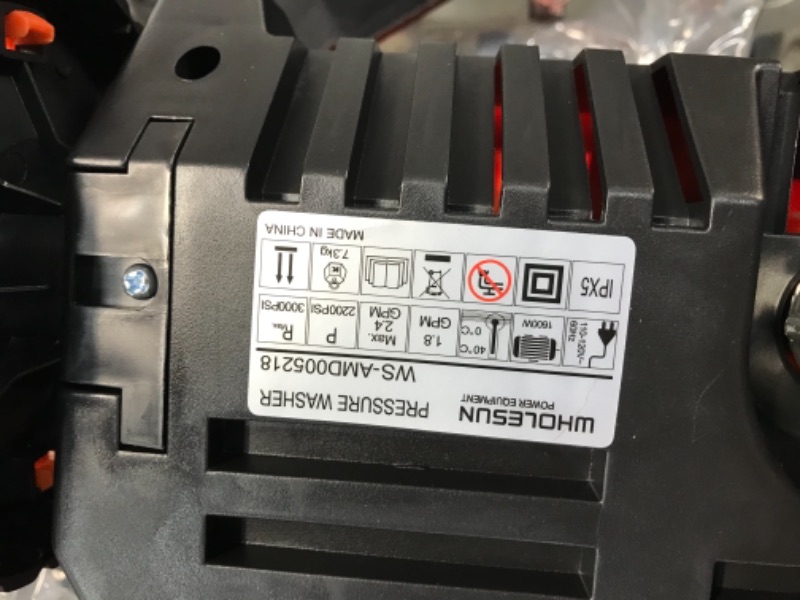 WHOLESUN
POWER EQUIPMENT
PRESSURE WASHER
WS-AMD005218
110-120V~
60Hz
1600W
40°C
0°C
1.8
GPM
Max.
2.4
GPM
P
2200PSI
R Max.
3000PSI
IPX5
7.3kg
MADE IN CHINA